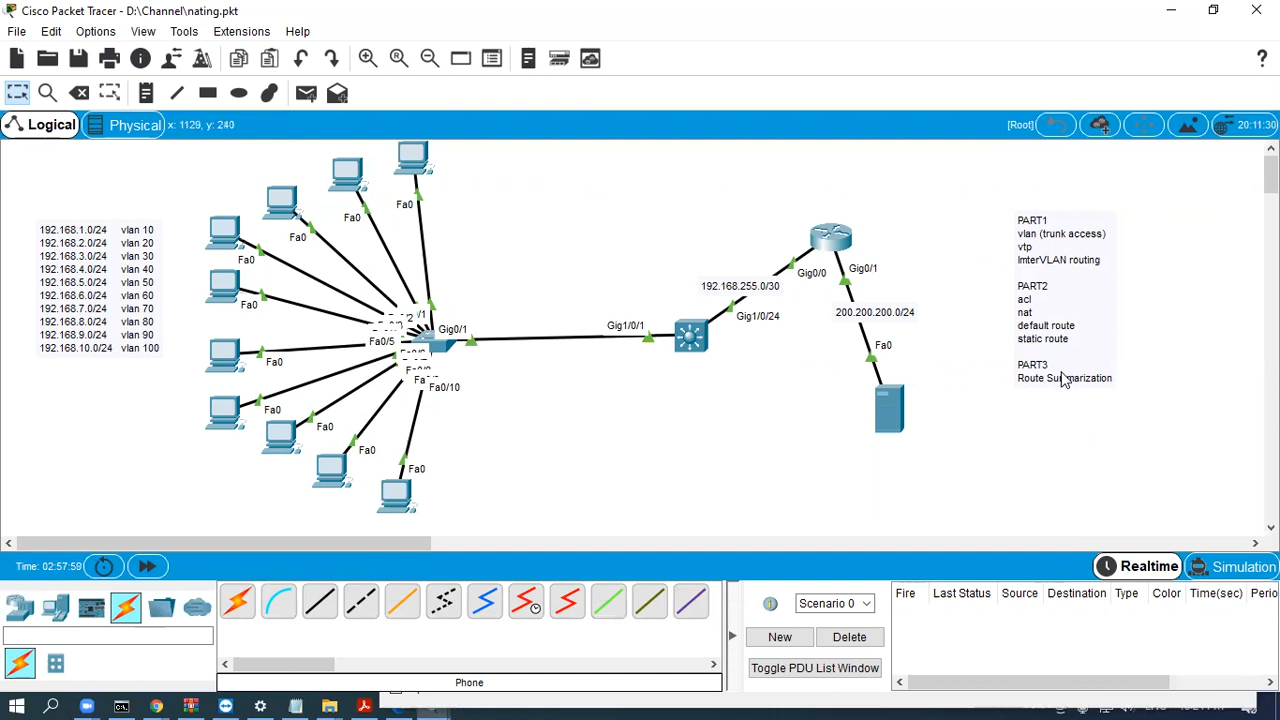 Cisco Packet Tracer - D:\Channel\nating.pkt
File Edit Options View Tools Extensions Help
Logical Physical x: 1129, y: 240 [Root] 20:11:30
192.168.1.0/24 vlan 10
192.168.2.0/24 vlan 20
192.168.3.0/24 vlan 30
192.168.4.0/24 vlan 40
192.168.5.0/24 vlan 50
192.168.6.0/24 vlan 60
192.168.7.0/24 vlan 70
192.168.8.0/24 vlan 80
192.168.9.0/24 vlan 90
192.168.10.0/24 vlan 100
Fa0
Fa0
Fa0
Fa0
Fa0
Fa0
Fa0
Fa0
Fa0
Fa0
Fa0/5
Fa0/10
Gig0/1
Gig1/0/1
192.168.255.0/30
Gig1/0/24
Gig0/0
Gig0/1
200.200.200.0/24
Fa0
PART1
vlan (trunk access)
vtp
ImterVLAN routing
PART2
acl
nat
default route
static route
PART3
Route Summarization
Time: 02:57:59
Realtime Simulation
Scenario 0
New Delete
Toggle PDU List Window
Fire Last Status Source Destination Type Color Time(sec) Perio
Phone